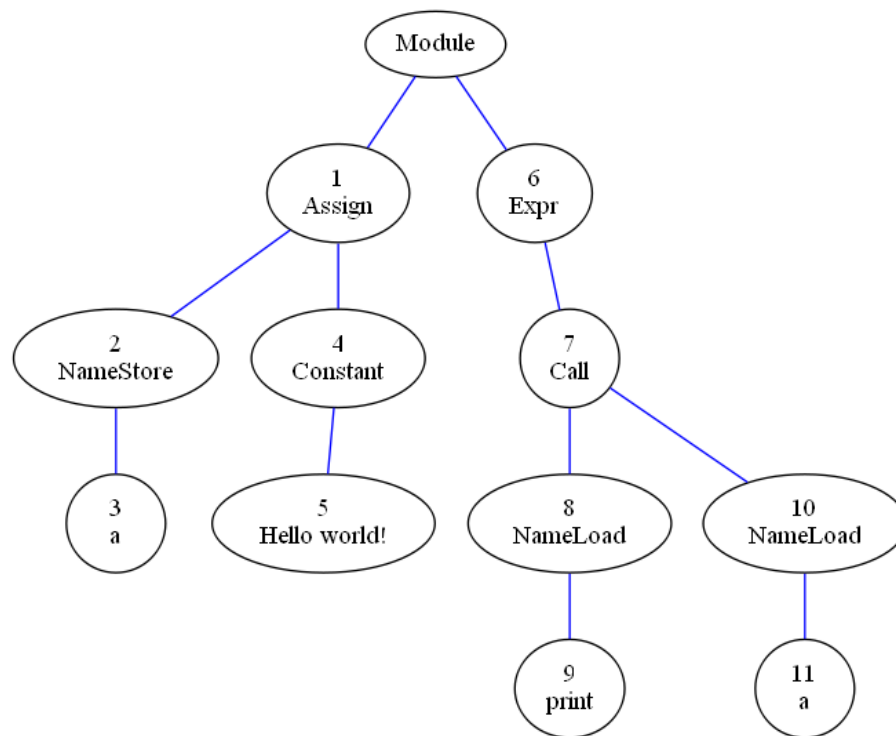 Module
1
Assign
6
Expr
2
NameStore
4
Constant
7
Call
3
a
5
Hello world!
8
NameLoad
10
NameLoad
9
print
11
a